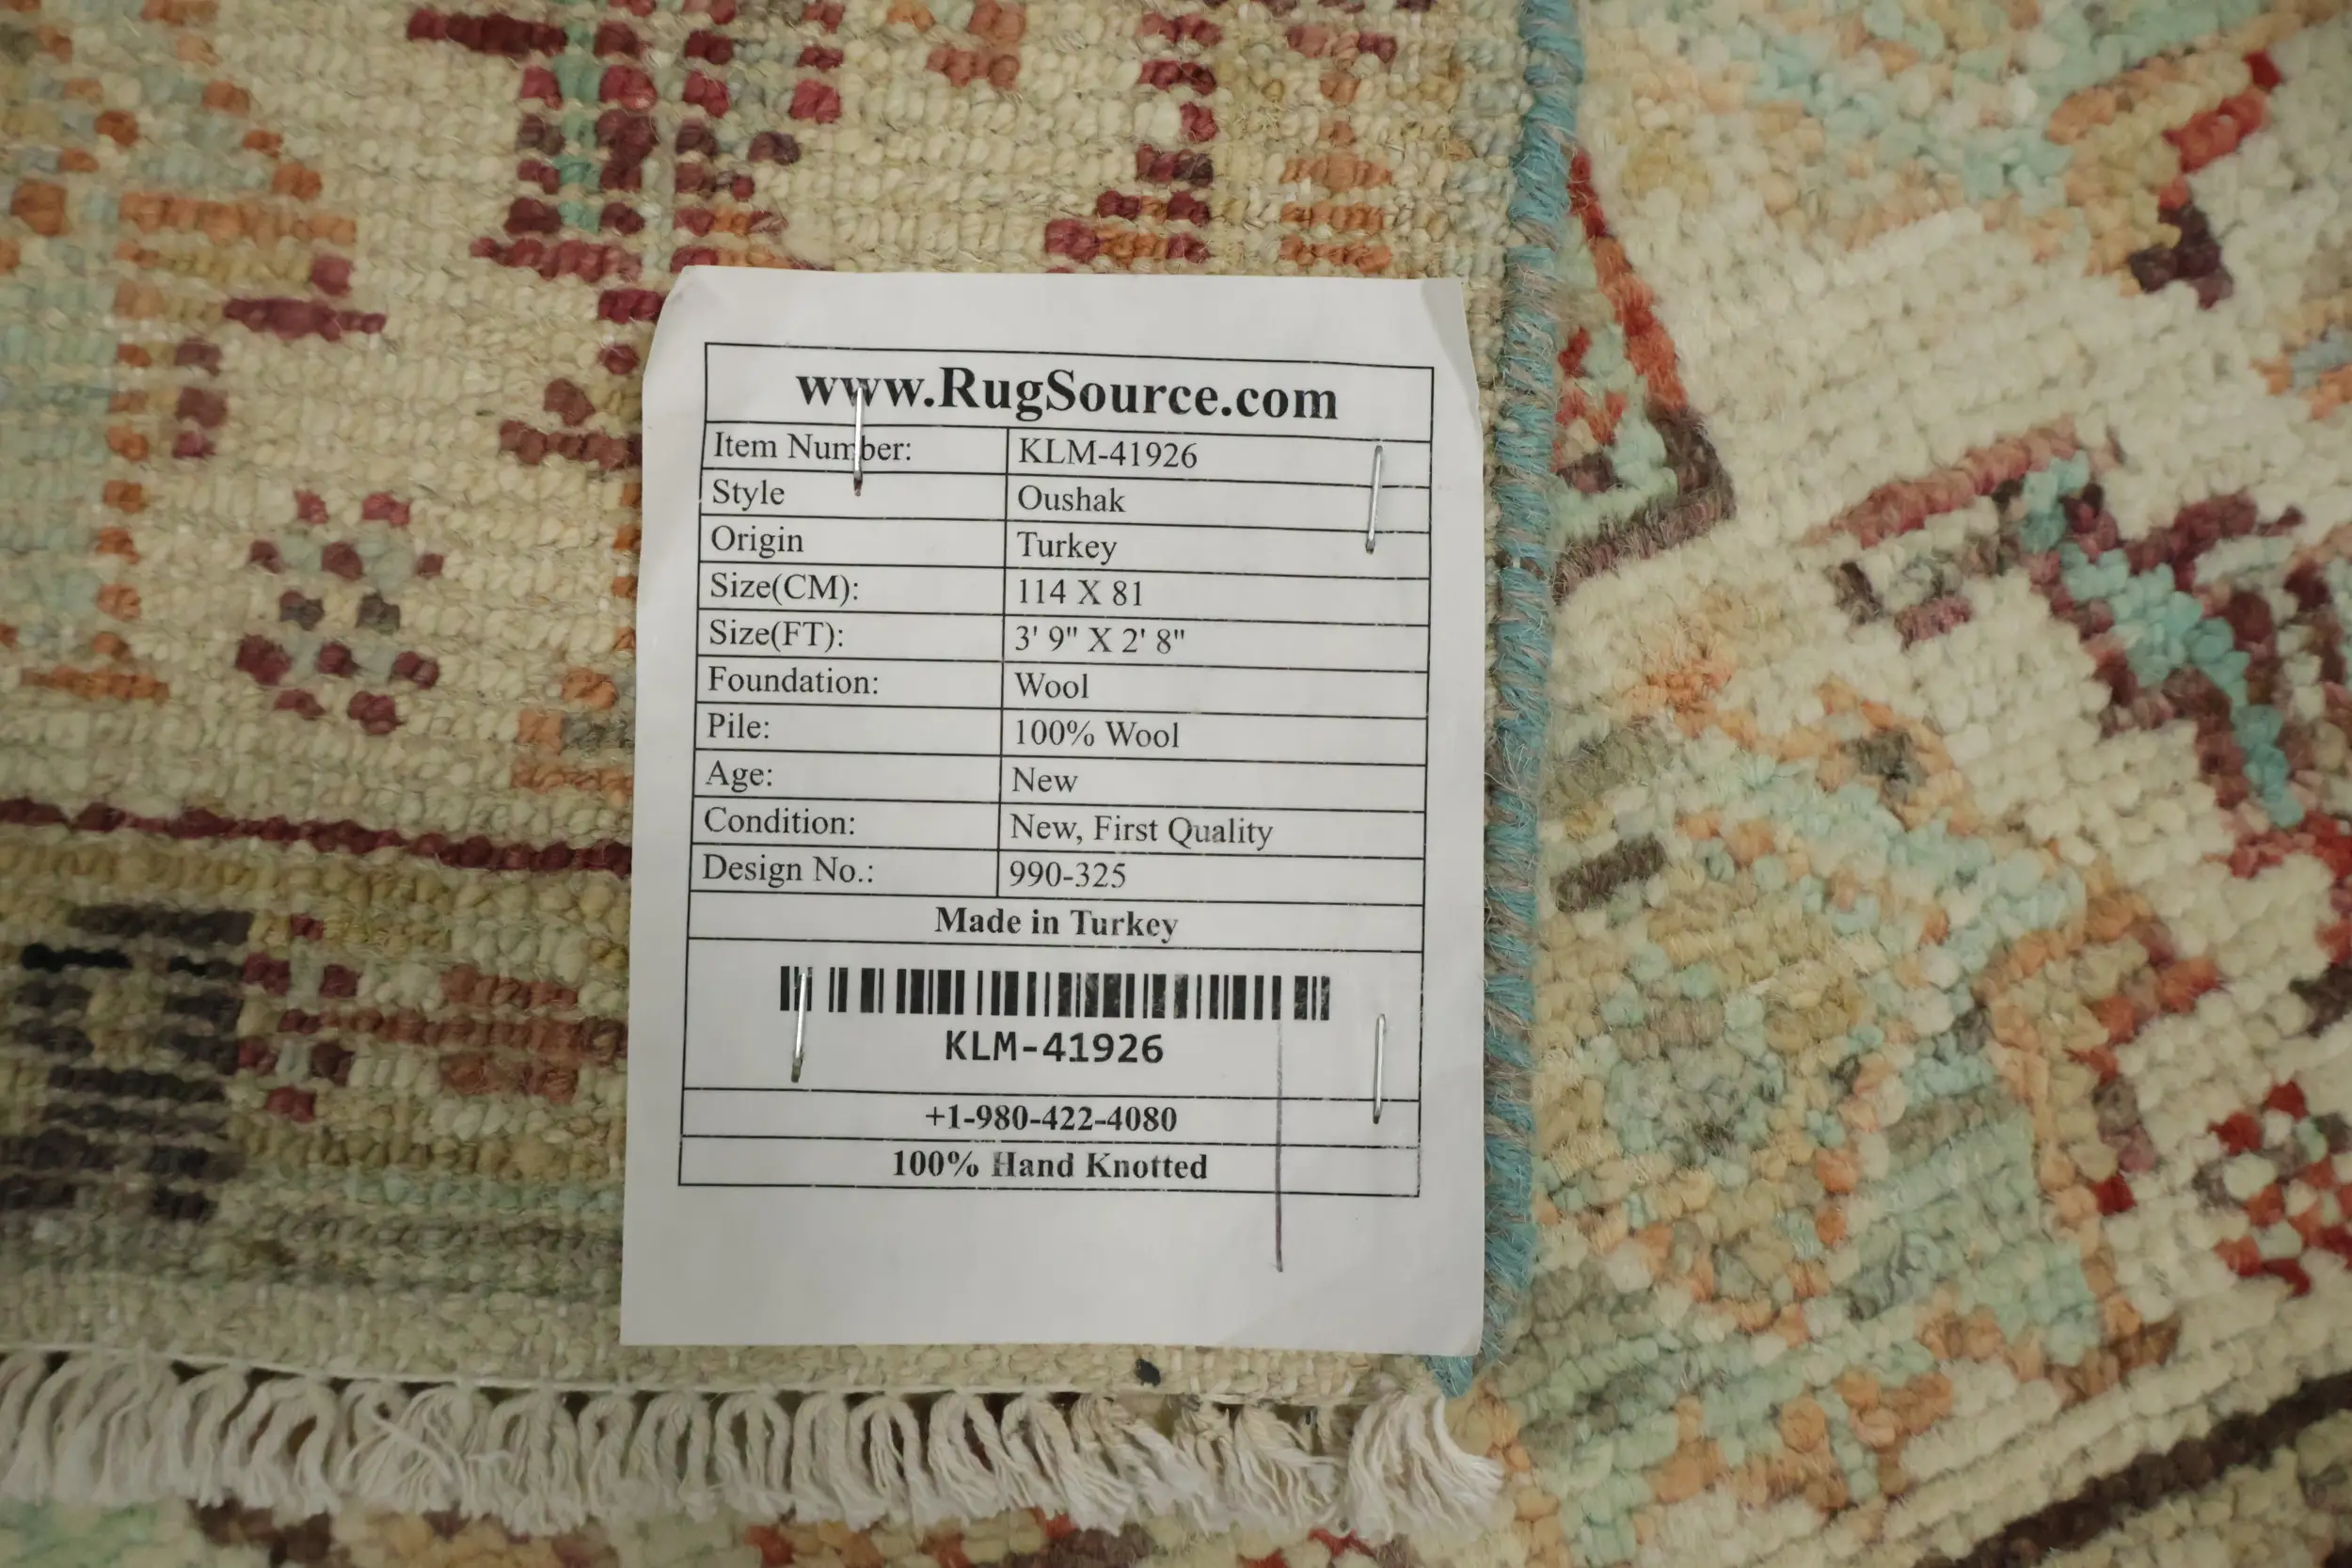 www.RugSource.com
Item Number: KLM-41926
Style Oushak
Origin Turkey
Size(CM): 114 X 81
Size(FT): 3' 9" X 2' 8"
Foundation: Wool
Pile: 100% Wool
Age: New
Condition: New, First Quality
Design No.: 990-325
Made in Turkey
KLM-41926
+1-980-422-4080
100% Hand Knotted